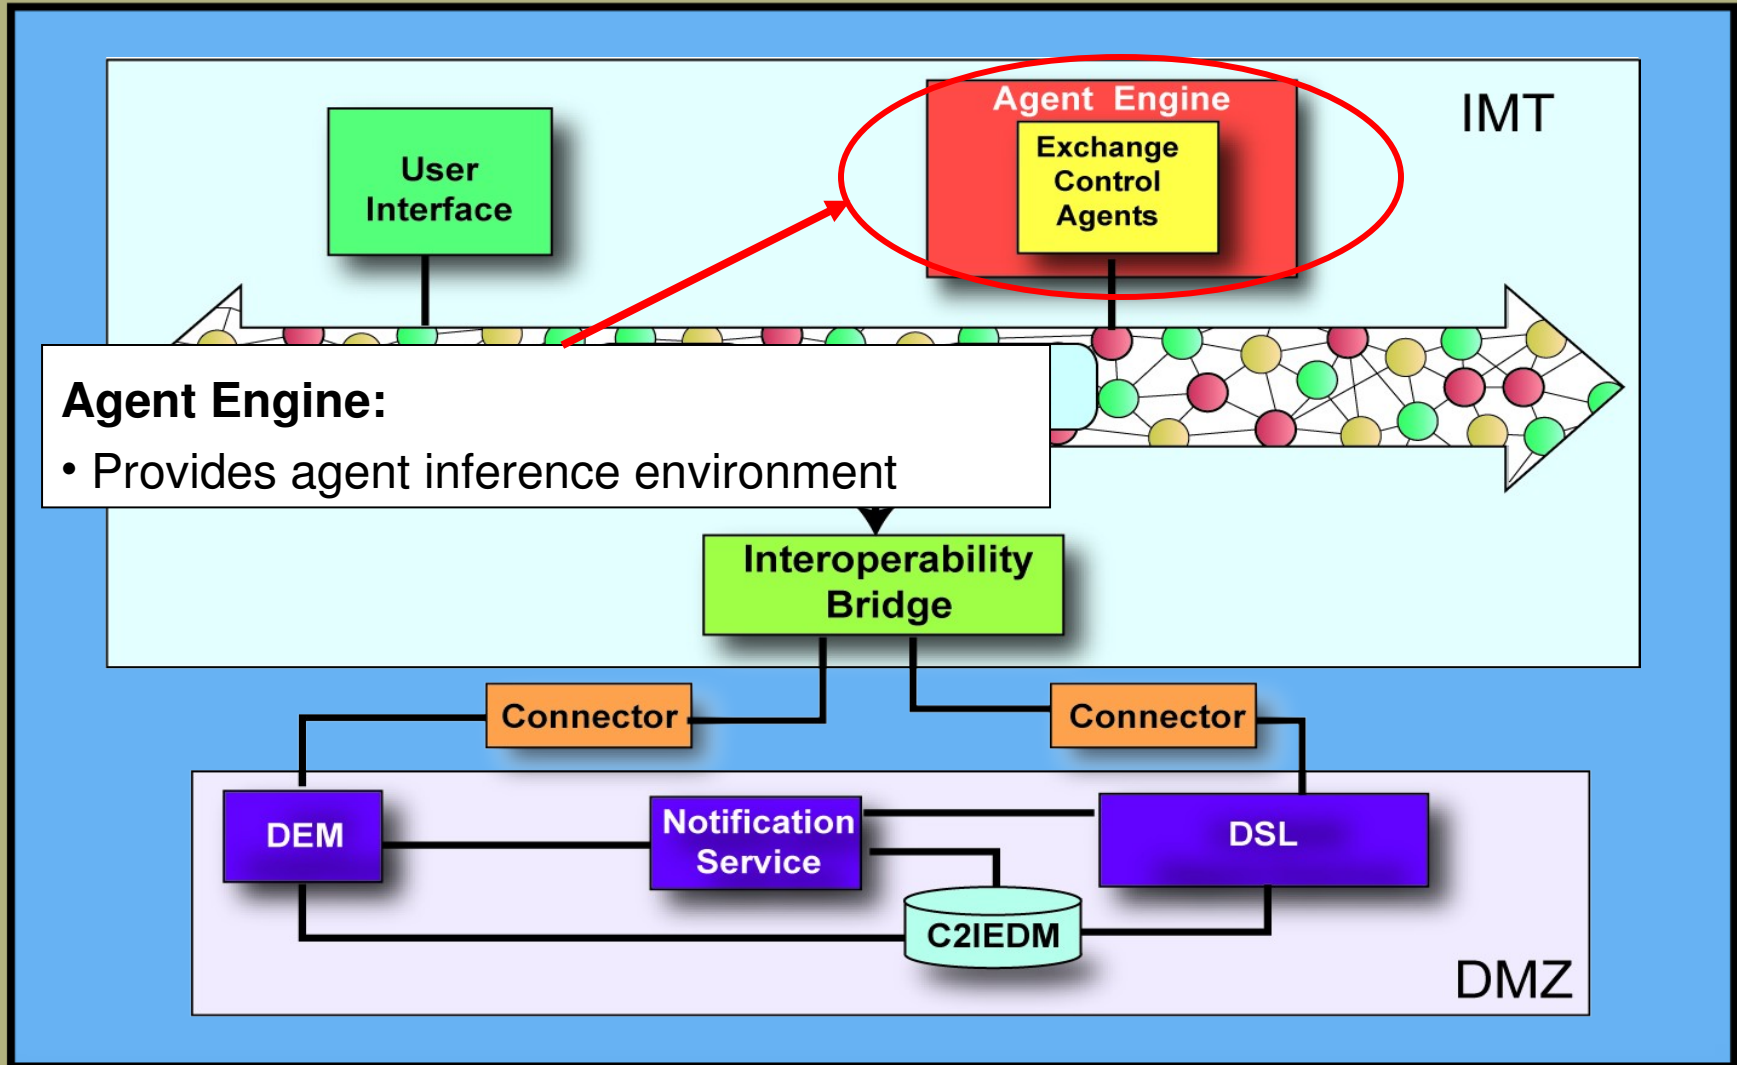 Agent Engine
IMT
User
Interface
Exchange
Control
Agents
Agent Engine:
• Provides agent inference environment
Interoperability
Bridge
Connector
Connector
DEM
Notification
Service
DSL
C2IEDM
DMZ